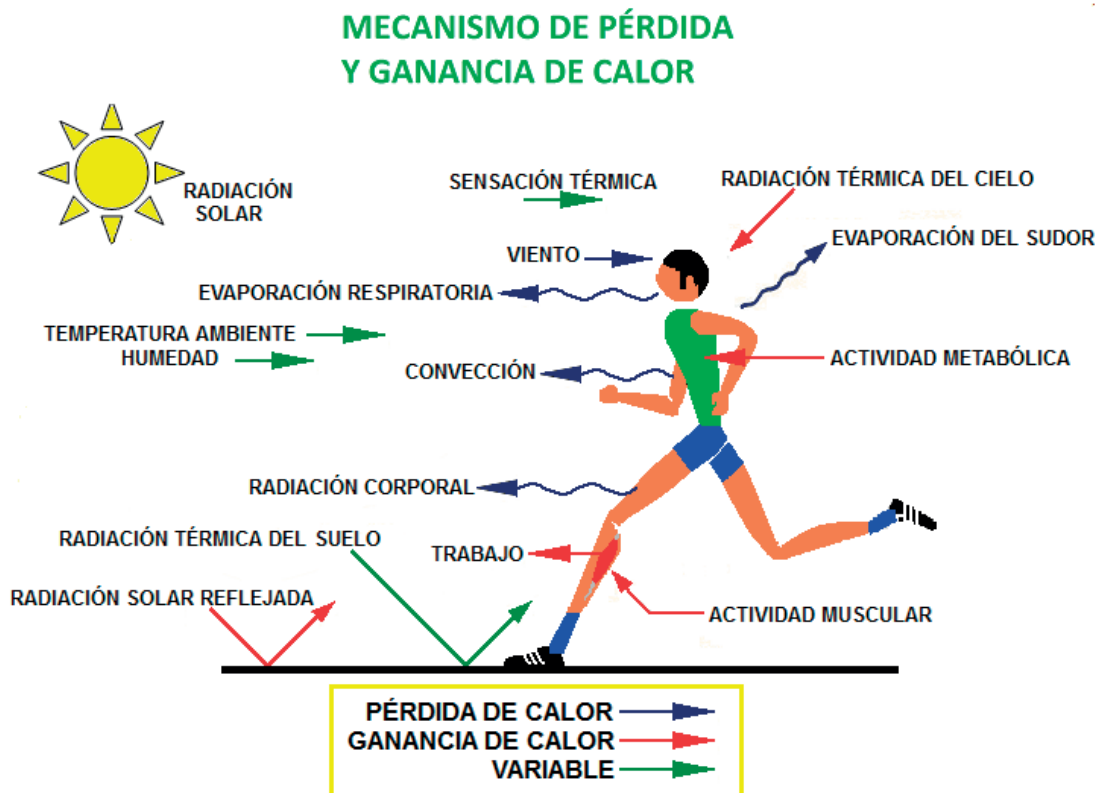 MECANISMO DE PÉRDIDA
Y GANANCIA DE CALOR
RADIACIÓN
SOLAR
SENSACIÓN TÉRMICA
RADIACIÓN TÉRMICA DEL CIELO
VIENTO
EVAPORACIÓN DEL SUDOR
EVAPORACIÓN RESPIRATORIA
TEMPERATURA AMBIENTE
HUMEDAD
CONVECCIÓN
ACTIVIDAD METABÓLICA
RADIACIÓN CORPORAL
RADIACIÓN TÉRMICA DEL SUELO
TRABAJO
RADIACIÓN SOLAR REFLEJADA
ACTIVIDAD MUSCULAR
PÉRDIDA DE CALOR
GANANCIA DE CALOR
VARIABLE